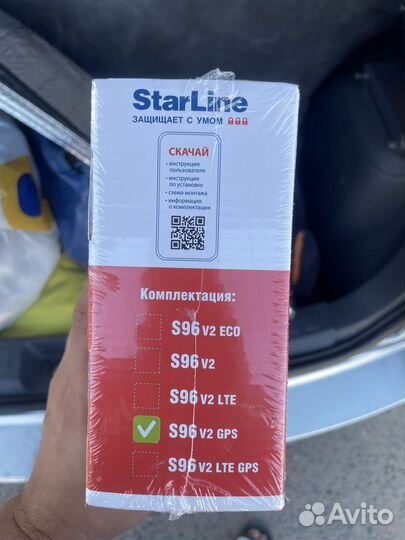 StarLine
ЗАЩИЩАЕТ С УМОМ
СКАЧАЙ
• инструкция
пользователя
• инструкция
по установке
• схема монтажа
• информация
о комплектации
Комплектация:
S96 V2 ECO
S96 V2
S96 V2 LTE
S96 V2 GPS
S96 V2 LTE GPS
Avito